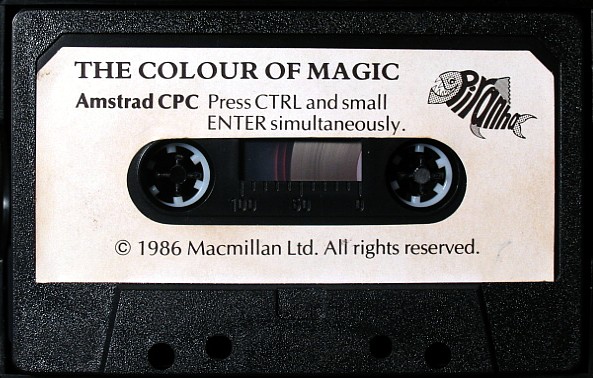 THE COLOUR OF MAGIC
Piranha
Amstrad CPC Press CTRL and small
ENTER simultaneously.
100 50 0
© 1986 Macmillan Ltd. All rights reserved.